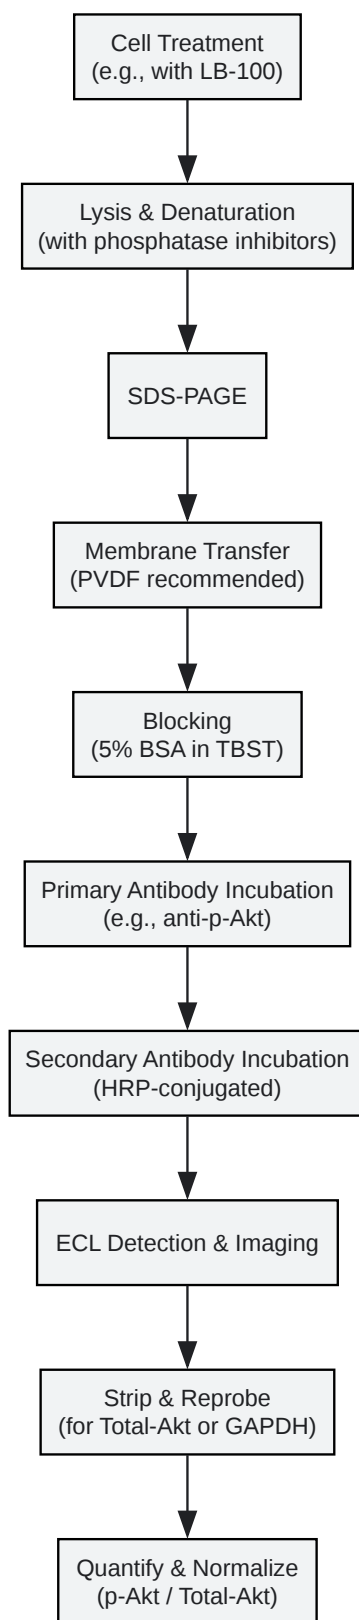 Cell Treatment
(e.g., with LB-100)
Lysis & Denaturation
(with phosphatase inhibitors)
SDS-PAGE
Membrane Transfer
(PVDF recommended)
Blocking
(5% BSA in TBST)
Primary Antibody Incubation
(e.g., anti-p-Akt)
Secondary Antibody Incubation
(HRP-conjugated)
ECL Detection & Imaging
Strip & Reprobe
(for Total-Akt or GAPDH)
Quantify & Normalize
(p-Akt / Total-Akt)